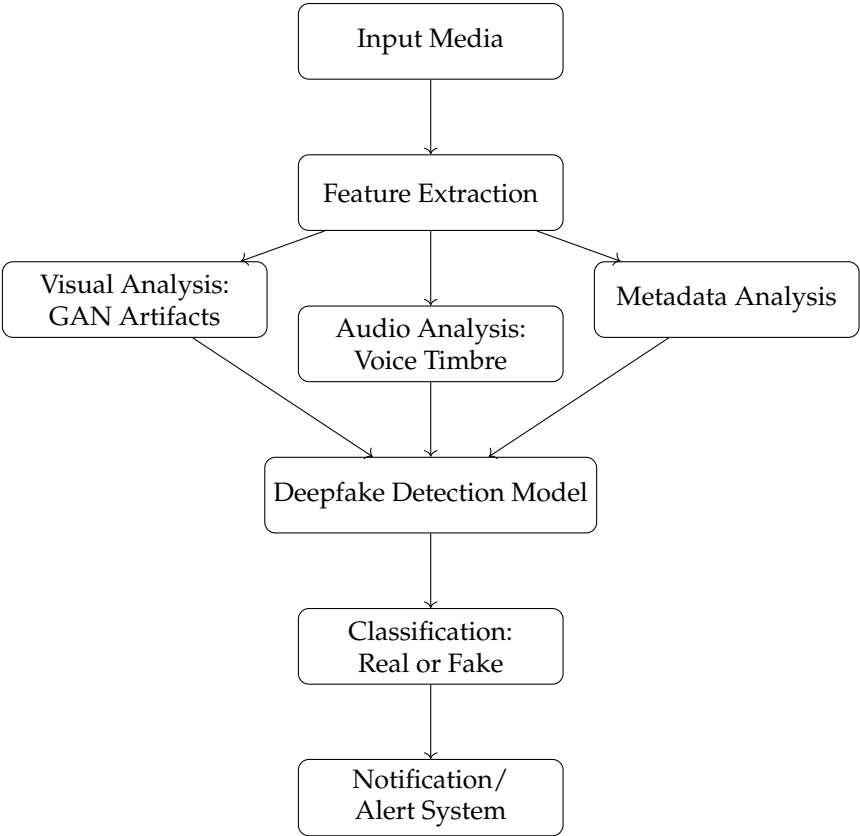 Input Media
Feature Extraction
Visual Analysis:
GAN Artifacts
Audio Analysis:
Voice Timbre
Metadata Analysis
Deepfake Detection Model
Classification:
Real or Fake
Notification/
Alert System